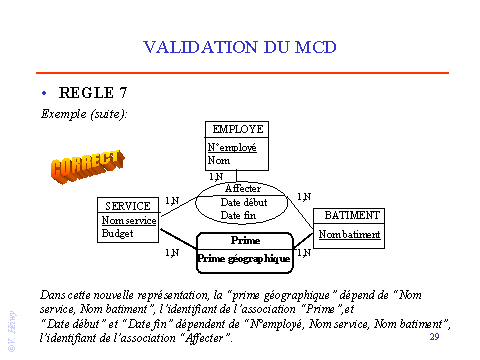 VALIDATION DU MCD
• REGLE 7
Exemple (suite):
CORRECT
EMPLOYE
N°employé
Nom
1,N
Affecter
Date début
Date fin
1,N
1,N
SERVICE
Nom service
Budget
BATIMENT
Nom batiment
Prime
Prime géographique
1,N
1,N
Dans cette nouvelle représentation, la “prime géographique” dépend de “Nom
service, Nom batiment”, l’identifiant de l’association “Prime”,et
“Date début” et “Date fin” dépendent de “N°employé, Nom service, Nom batiment”,
l’identifiant de l’association “Affecter”.
29